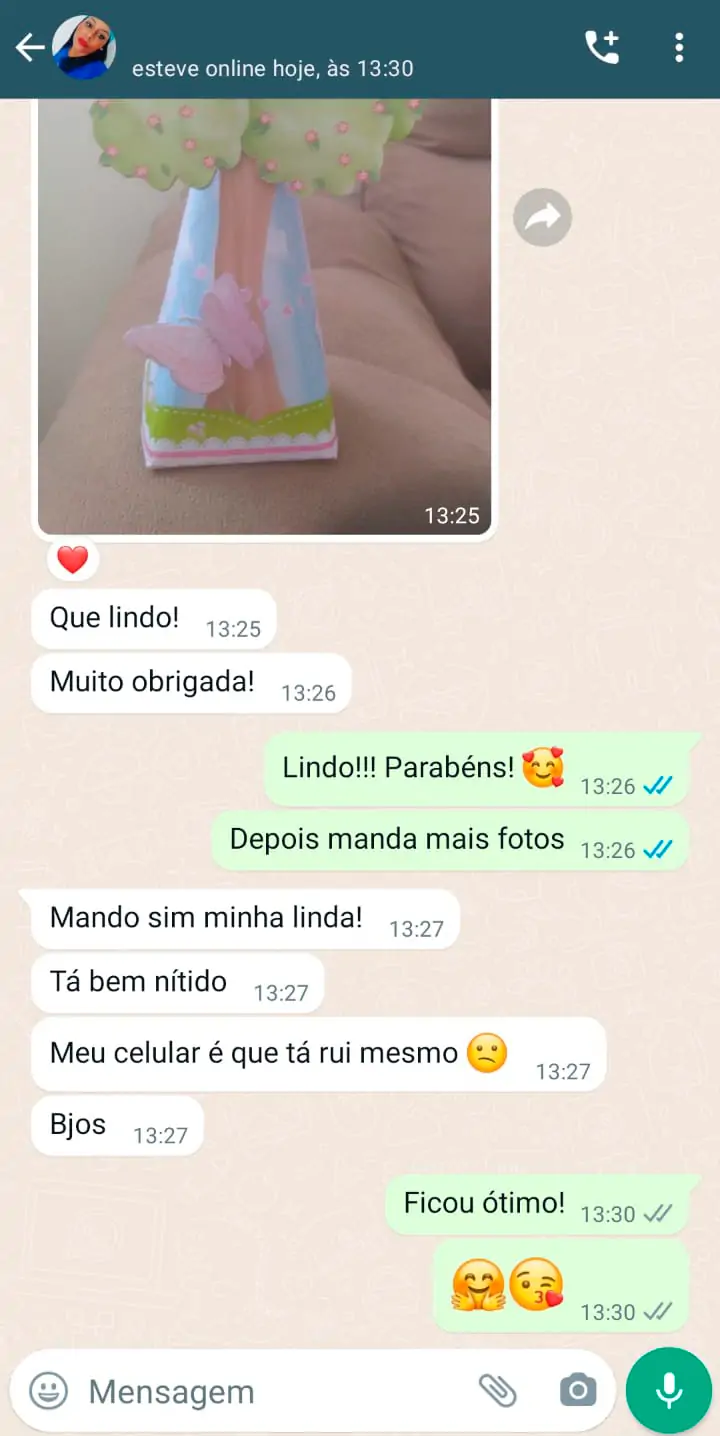 esteve online hoje, às 13:30
13:25
Que lindo! 13:25
Muito obrigada! 13:26
Lindo!!! Parabéns! 🥰 13:26
Depois manda mais fotos 13:26
Mando sim minha linda! 13:27
Tá bem nítido 13:27
Meu celular é que tá rui mesmo 😕 13:27
Bjos 13:27
Ficou ótimo! 13:30
🤗😘 13:30
Mensagem